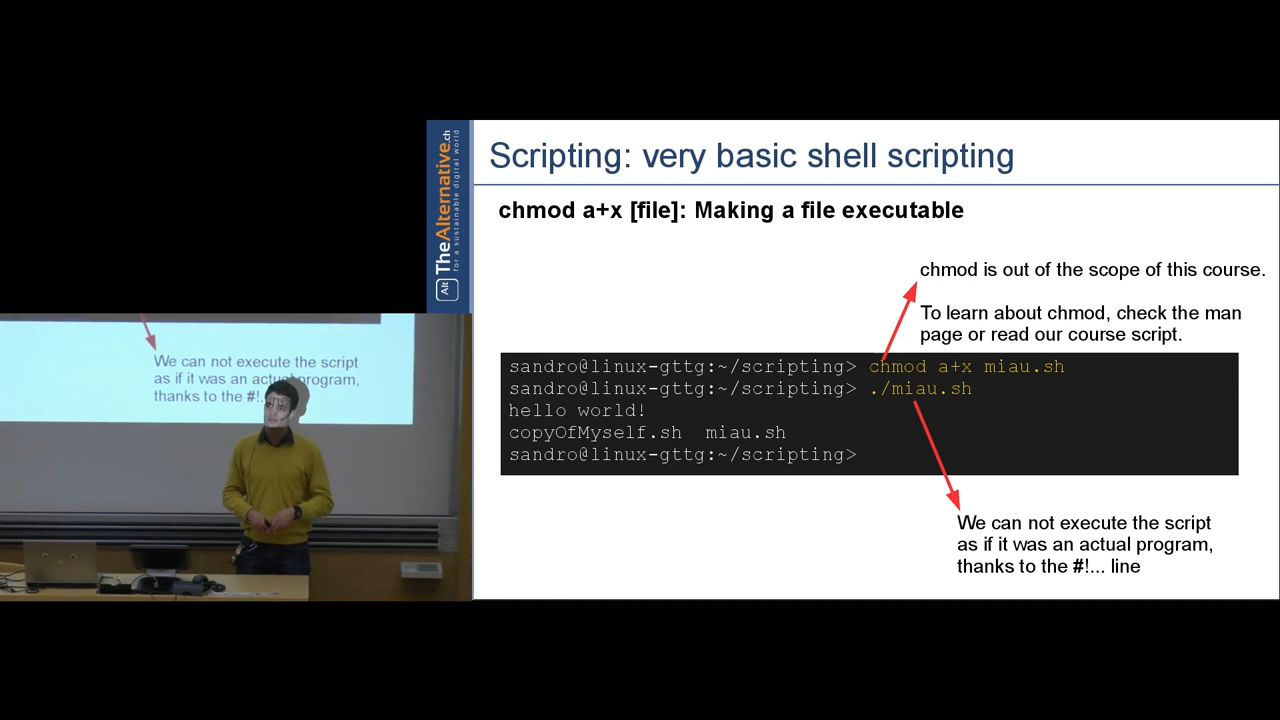 Alt TheAlternative.ch
for a sustainable digital world
Scripting: very basic shell scripting
chmod a+x [file]: Making a file executable
chmod is out of the scope of this course.
To learn about chmod, check the man
page or read our course script.
sandro@linux-gttg:~/scripting> chmod a+x miau.sh
sandro@linux-gttg:~/scripting> ./miau.sh
hello world!
copyOfMyself.sh miau.sh
sandro@linux-gttg:~/scripting>
We can not execute the script
as if it was an actual program,
thanks to the #!... line
We can not execute the script
as if it was an actual program,
thanks to the #!..